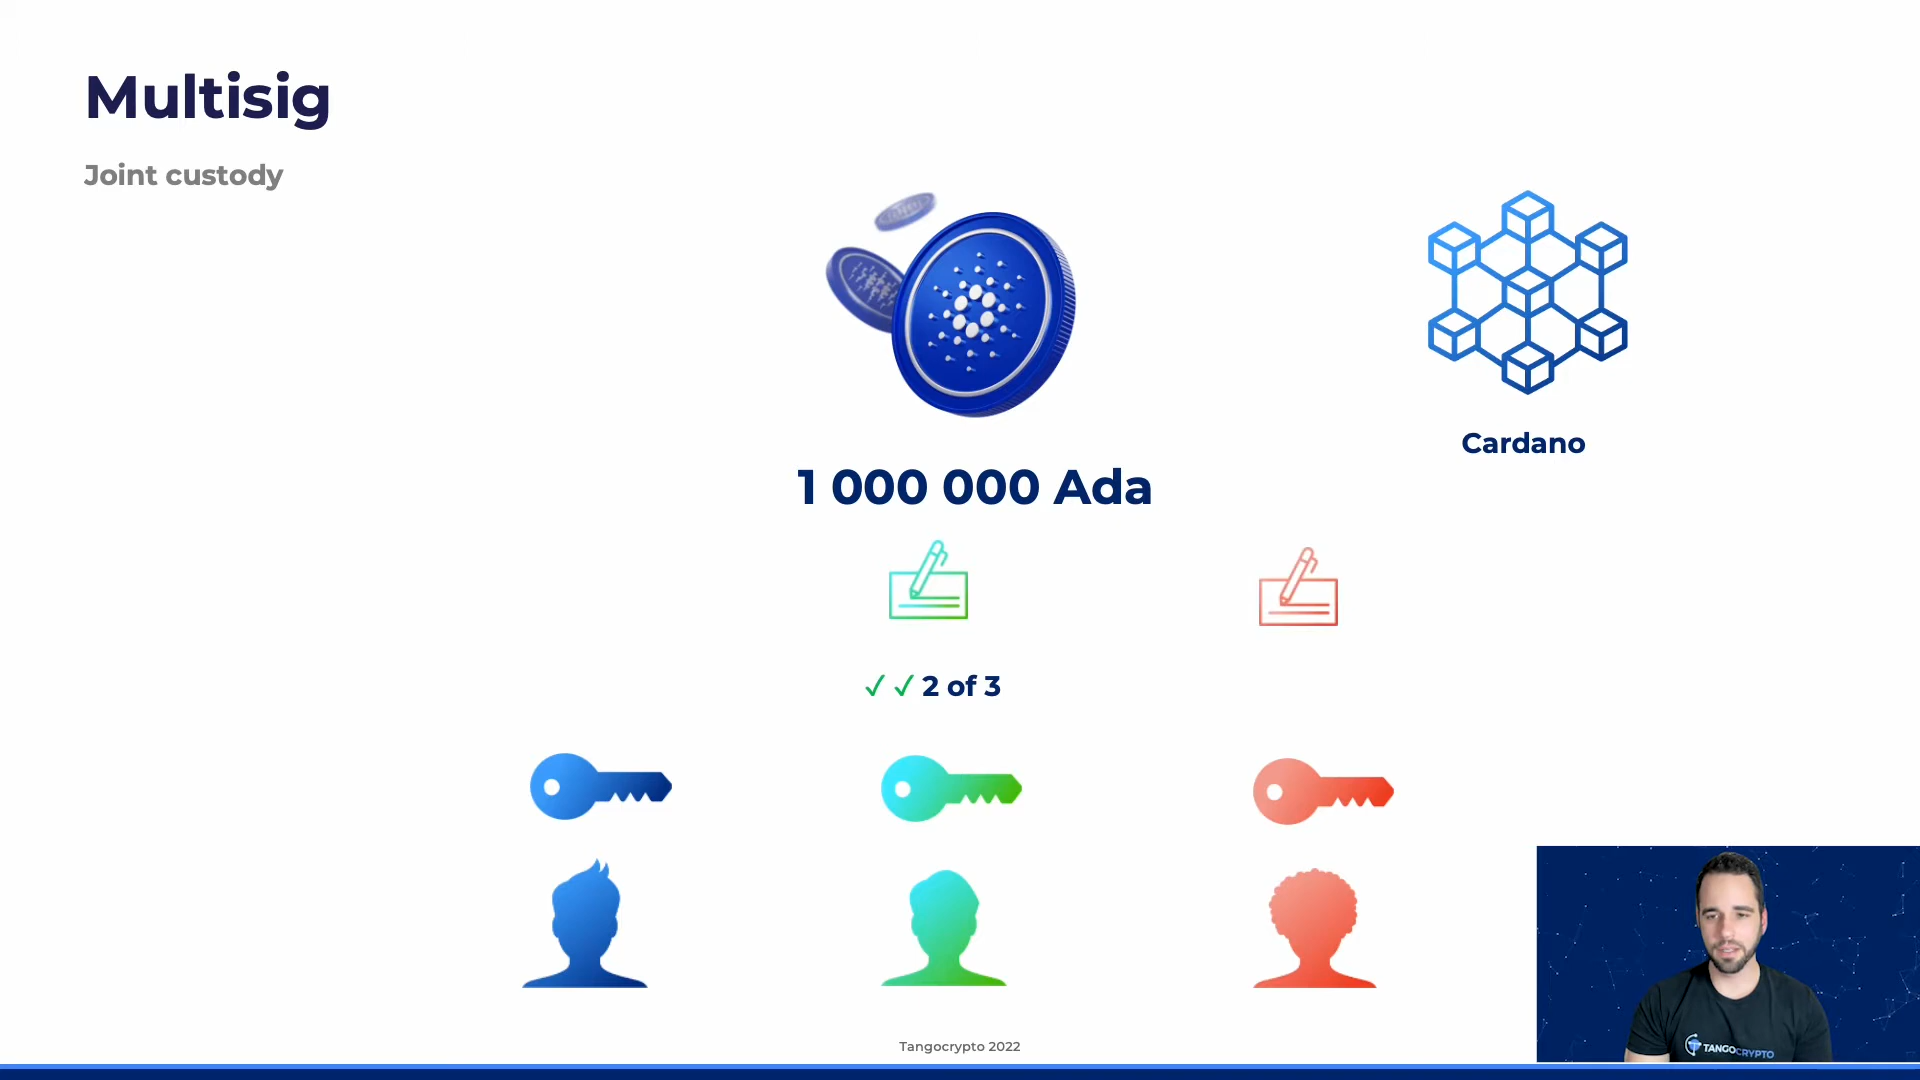 Multisig
Joint custody
Cardano
1 000 000 Ada
✓ ✓ 2 of 3
Tangocrypto 2022
TANGOCRYPTO